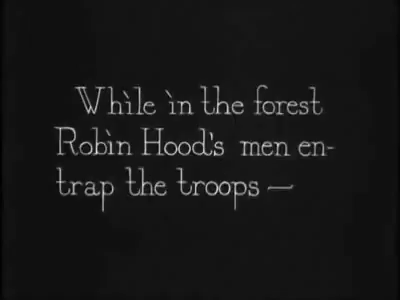 While in the forest
Robin Hood's men en-
trap the troops —